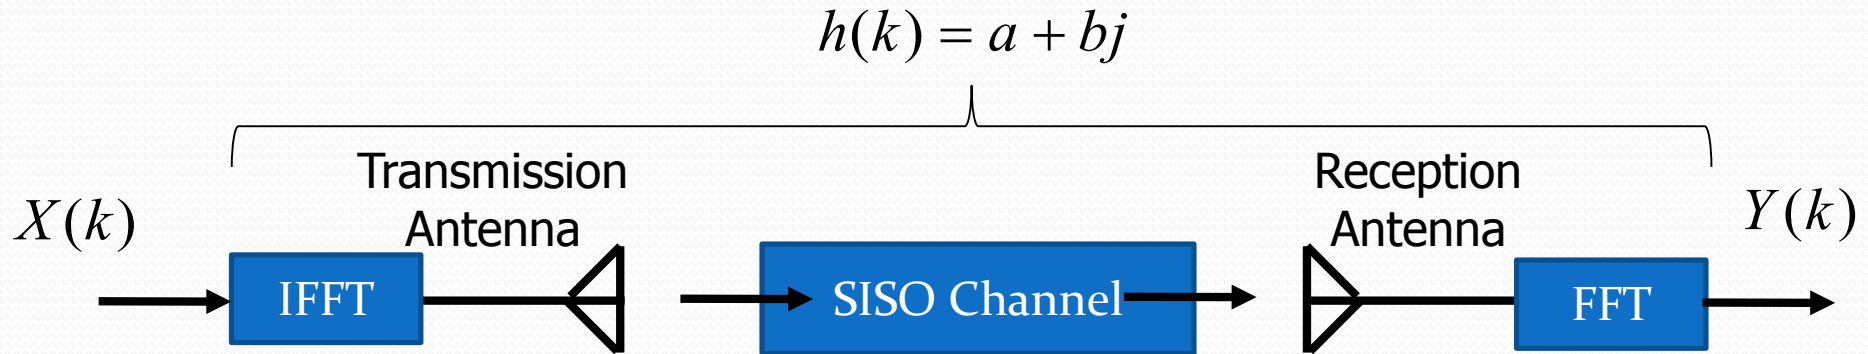 h(k) = a + bj
Transmission
Antenna
Reception
Antenna
X(k)
Y(k)
IFFT
SISO Channel
FFT